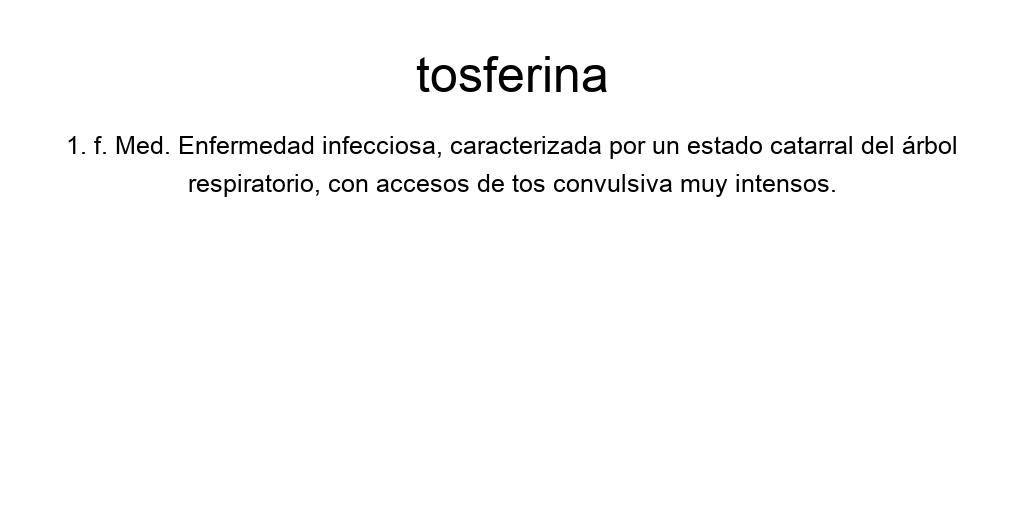 tosferina
1. f. Med. Enfermedad infecciosa, caracterizada por un estado catarral del árbol
respiratorio, con accesos de tos convulsiva muy intensos.